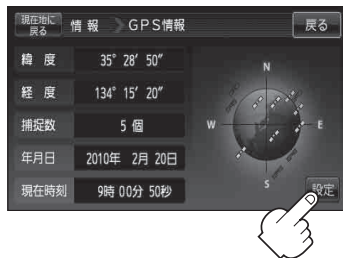 現在地に
戻る
情報 GPS情報
戻る
緯度 35° 28′ 50″
経度 134° 15′ 20″
捕捉数 5個
年月日 2010年 2月 20日
現在時刻 9時 00分 50秒
N
W E
S
設定